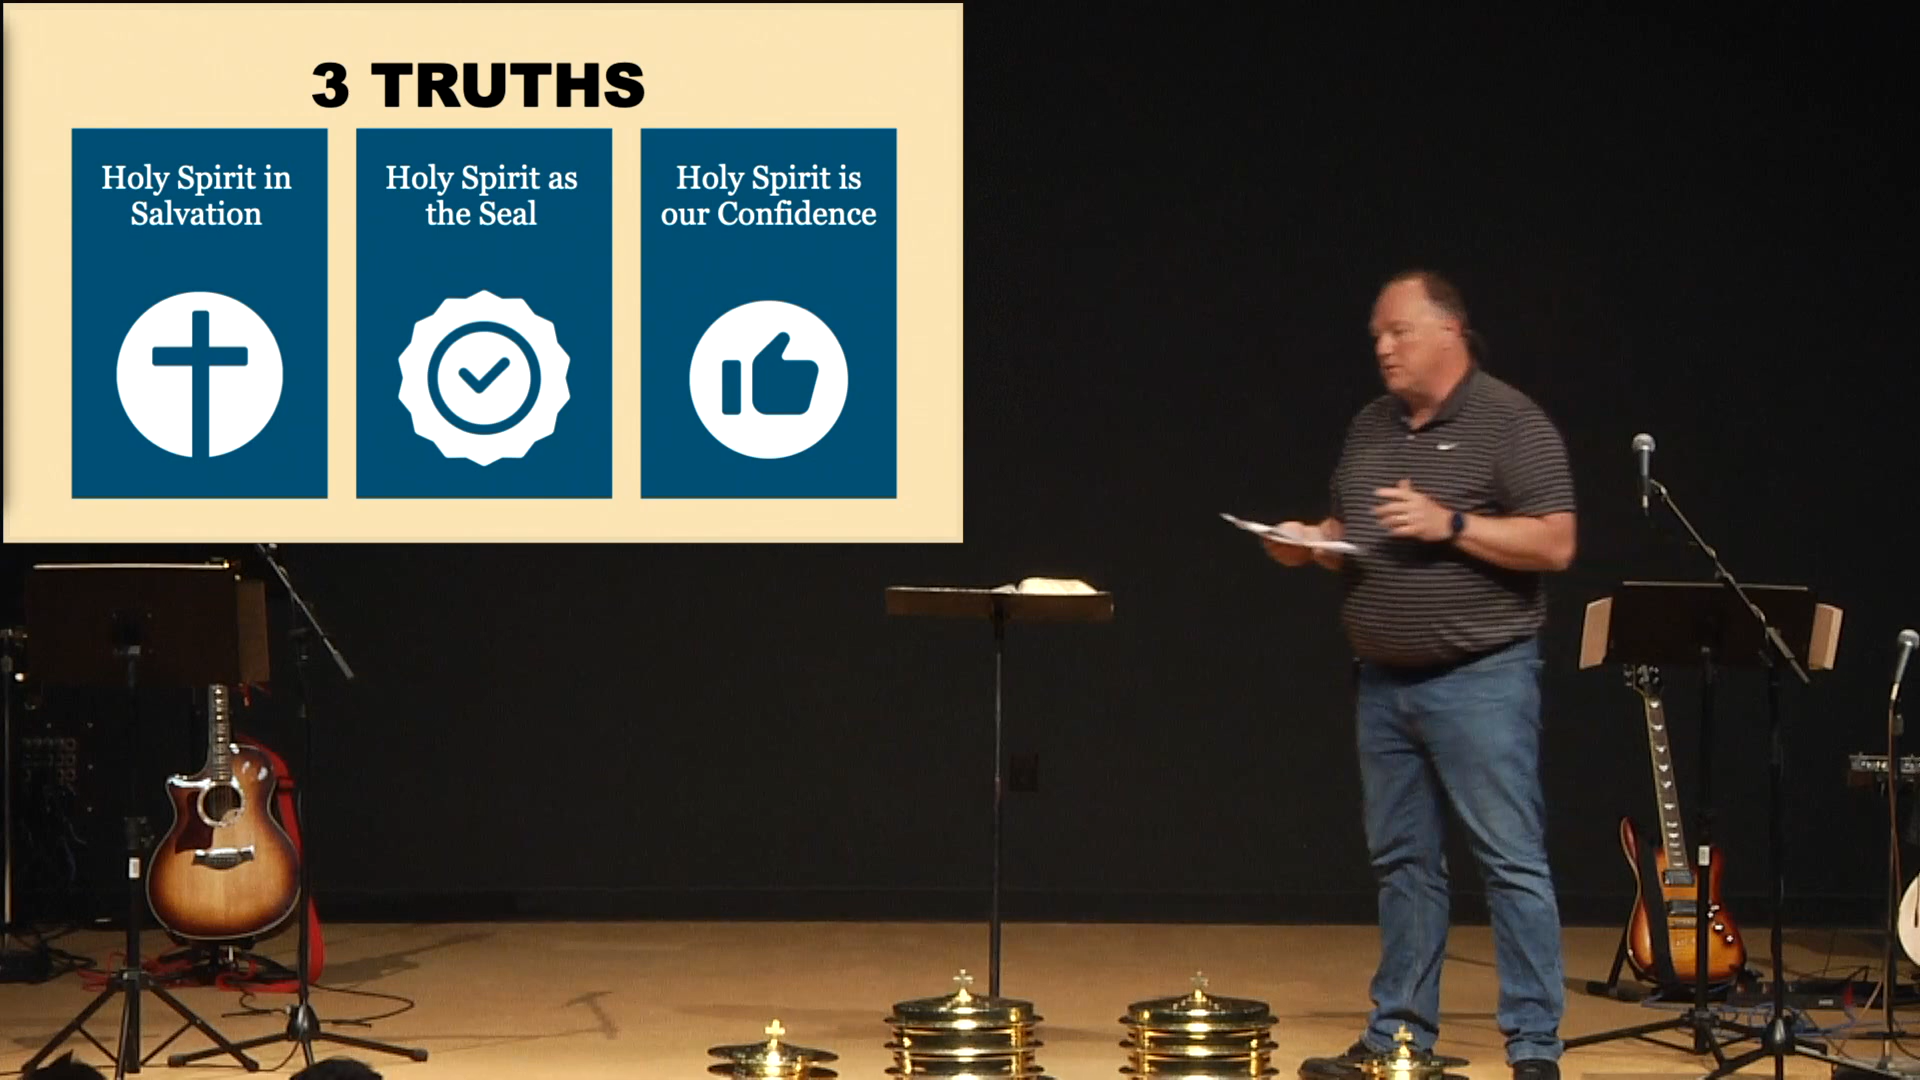 3 TRUTHS
Holy Spirit in
Salvation
Holy Spirit as
the Seal
Holy Spirit is
our Confidence